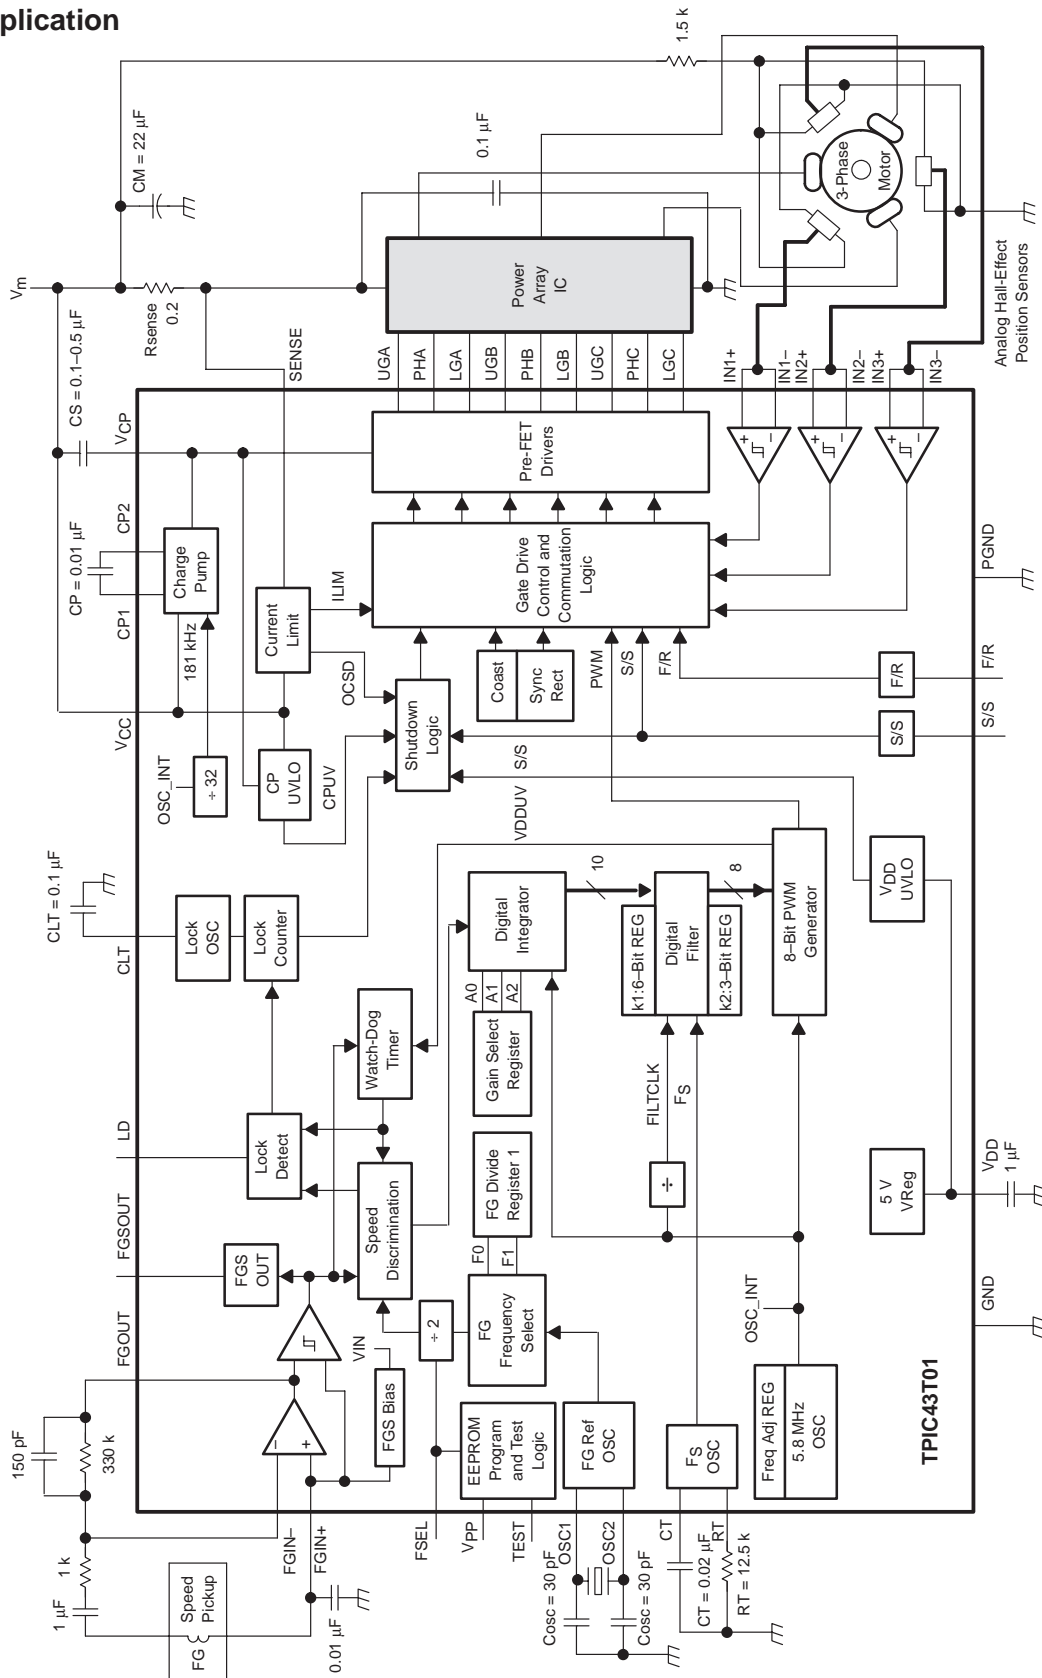 plication
FG
Speed
Pickup
1 μF
1 k
150 pF
330 k
0.01 μF
FGIN–
FGIN+
FSEL
VPP
TEST
OSC1
OSC2
Cosc = 30 pF
Cosc = 30 pF
CT
RT
CT = 0.02 μF
RT = 12.5 k
FGOUT
FGSOUT
LD
CLT
CLT = 0.1 μF
VCC
CP1
CP2
CP = 0.01 μF
VCP
CS = 0.1–0.5 μF
SENSE
Vm
Rsense
0.2
CM = 22 μF
1.5 k
0.1 μF
–
+
FGS
OUT
VIN
FGS Bias
Lock
Detect
Speed
Discrimination
Watch-Dog
Timer
Lock
OSC
Lock
Counter
OSC_INT
÷ 32
181 kHz
Charge
Pump
CP
UVLO
CPUV
Current
Limit
OCSD
ILIM
÷ 2
EEPROM
Program
and Test
Logic
FG
Frequency
Select
F0
F1
FG Divide
Register 1
Gain Select
Register
A0
A1
A2
Digital
Integrator
10
VDDUV
S/S
Shutdown
Logic
Coast
Sync
Rect
Gate Drive
Control and
Commutation
Logic
Pre-FET
Drivers
UGA
PHA
LGA
UGB
PHB
LGB
UGC
PHC
LGC
Power
Array
IC
PWM
S/S
F/R
FG Ref
OSC
FS
OSC
FILTCLK
FS
÷
k1:6–Bit REG
Digital
Filter
k2:3–Bit REG
8
8–Bit PWM
Generator
Freq Adj REG
5.8 MHz
OSC
OSC_INT
5 V
VReg
VDD
UVLO
S/S
F/R
+
–
+
–
+
–
IN1+
IN1–
IN2+
IN2–
IN3+
IN3–
3-Phase
Motor
Analog Hall-Effect
Position Sensors
TPIC43T01
GND
VDD
1 μF
S/S
F/R
PGND